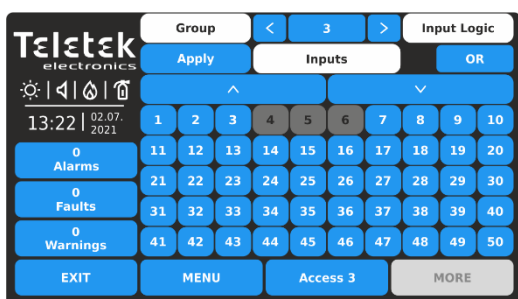 Teletek
electronics
Group < 3 > Input Logic
Apply Inputs OR
13:22 02.07.
2021
1 2 3 4 5 6 7 8 9 10
11 12 13 14 15 16 17 18 19 20
0
Alarms
21 22 23 24 25 26 27 28 29 30
0
Faults
31 32 33 34 35 36 37 38 39 40
0
Warnings
41 42 43 44 45 46 47 48 49 50
EXIT MENU Access 3 MORE